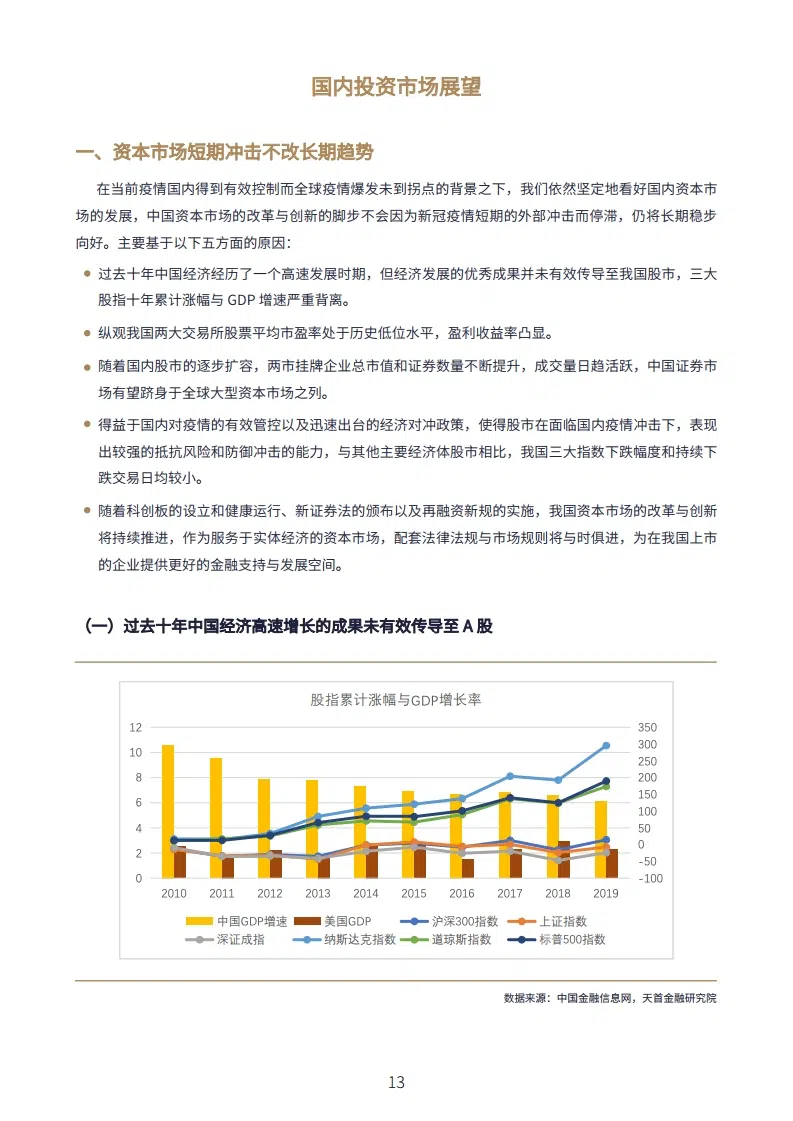 国内投资市场展望
一、资本市场短期冲击不改长期趋势
在当前疫情国内得到有效控制而全球疫情爆发未到拐点的背景之下，我们依然坚定地看好国内资本市
场的发展，中国资本市场的改革与创新的脚步不会因为新冠疫情短期的外部冲击而停滞，仍将长期稳步
向好。主要基于以下五方面的原因：
● 过去十年中国经济经历了一个高速发展时期，但经济发展的优秀成果并未有效传导至我国股市，三大
股指十年累计涨幅与 GDP 增速严重背离。
● 纵观我国两大交易所股票平均市盈率处于历史低位水平，盈利收益率凸显。
● 随着国内股市的逐步扩容，两市挂牌企业总市值和证券数量不断提升，成交量日趋活跃，中国证券市
场有望跻身于全球大型资本市场之列。
● 得益于国内对疫情的有效管控以及迅速出台的经济对冲政策，使得股市在面临国内疫情冲击下，表现
出较强的抵抗风险和防御冲击的能力，与其他主要经济体股市相比，我国三大指数下跌幅度和持续下
跌交易日均较小。
● 随着科创板的设立和健康运行、新证券法的颁布以及再融资新规的实施，我国资本市场的改革与创新
将持续推进，作为服务于实体经济的资本市场，配套法律法规与市场规则将与时俱进，为在我国上市
的企业提供更好的金融支持与发展空间。
（一）过去十年中国经济高速增长的成果未有效传导至 A 股
股指累计涨幅与GDP增长率
12
10
8
6
4
2
0
350
300
250
200
150
100
50
0
-50
-100
2010 2011 2012 2013 2014 2015 2016 2017 2018 2019
中国GDP增速 美国GDP 沪深300指数 上证指数
深证成指 纳斯达克指数 道琼斯指数 标普500指数
数据来源：中国金融信息网，天首金融研究院
13